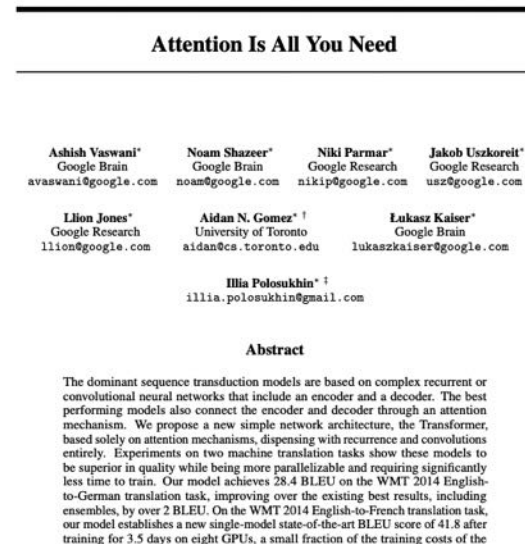 Attention Is All You Need
Ashish Vaswani* Noam Shazeer* Niki Parmar* Jakob Uszkoreit*
Google Brain Google Brain Google Research Google Research
avaswani@google.com noam@google.com nikip@google.com usz@google.com
Llion Jones* Aidan N. Gomez* † Łukasz Kaiser*
Google Research University of Toronto Google Brain
llion@google.com aidan@cs.toronto.edu lukaszkaiser@google.com
Illia Polosukhin* ‡
illia.polosukhin@gmail.com
Abstract
The dominant sequence transduction models are based on complex recurrent or
convolutional neural networks that include an encoder and a decoder. The best
performing models also connect the encoder and decoder through an attention
mechanism. We propose a new simple network architecture, the Transformer,
based solely on attention mechanisms, dispensing with recurrence and convolutions
entirely. Experiments on two machine translation tasks show these models to
be superior in quality while being more parallelizable and requiring significantly
less time to train. Our model achieves 28.4 BLEU on the WMT 2014 English-
to-German translation task, improving over the existing best results, including
ensembles, by over 2 BLEU. On the WMT 2014 English-to-French translation task,
our model establishes a new single-model state-of-the-art BLEU score of 41.8 after
training for 3.5 days on eight GPUs, a small fraction of the training costs of the